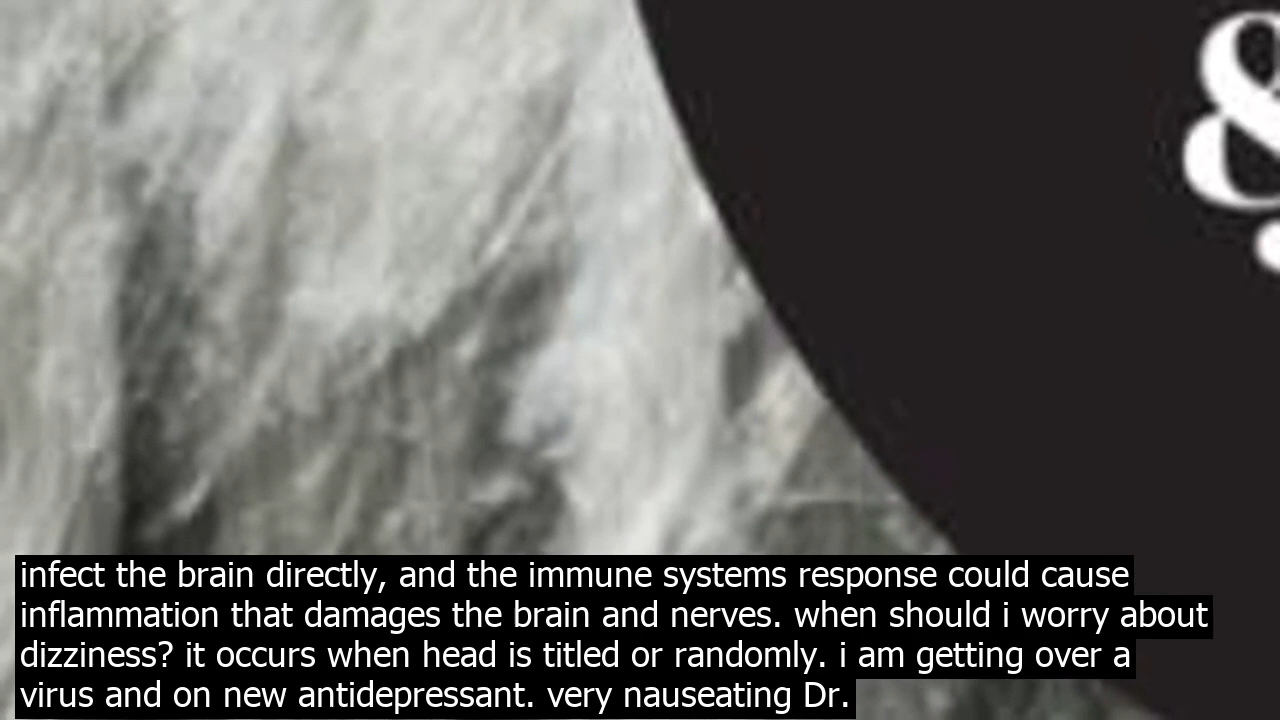 &
infect the brain directly, and the immune systems response could cause
inflammation that damages the brain and nerves. when should i worry about
dizziness? it occurs when head is titled or randomly. i am getting over a
virus and on new antidepressant. very nauseating Dr.